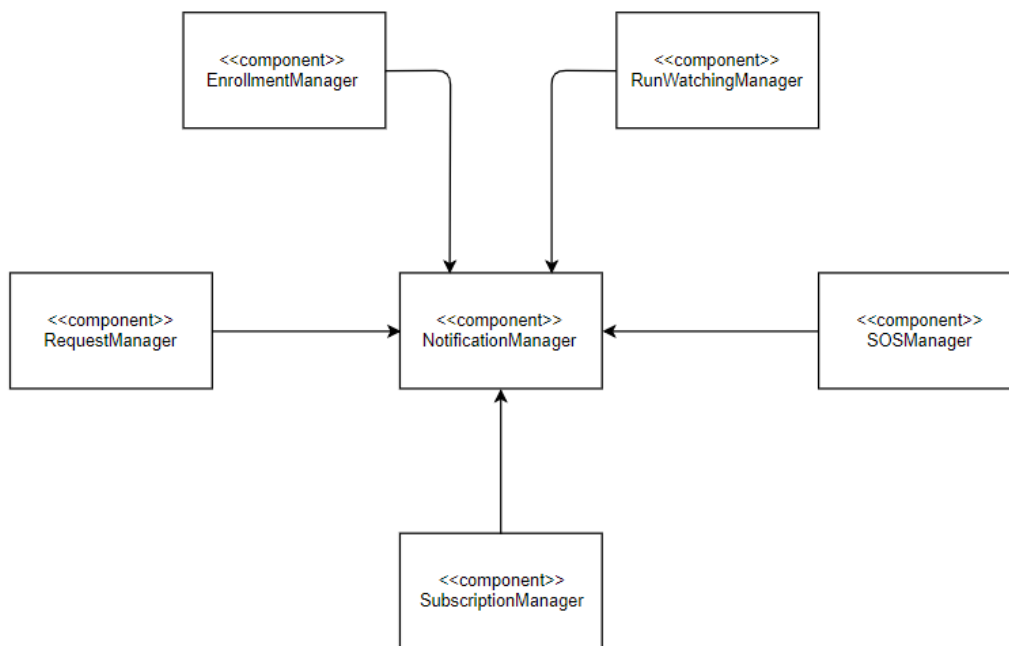 <<component>>
EnrollmentManager
<<component>>
RunWatchingManager
<<component>>
RequestManager
<<component>>
NotificationManager
<<component>>
SOSManager
<<component>>
SubscriptionManager